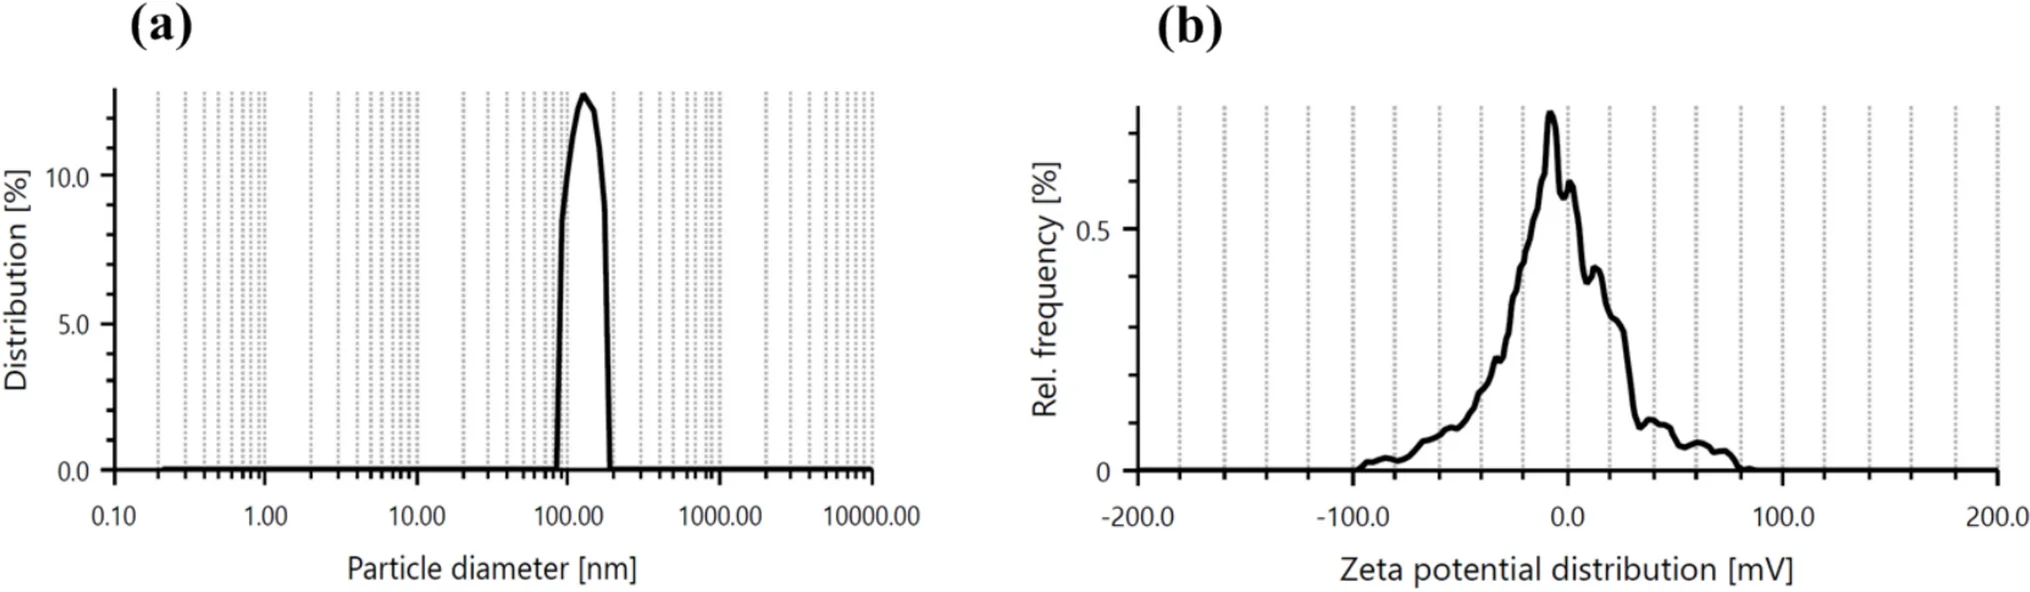 (a)
Distribution [%]
10.0
5.0
0.0
0.10 1.00 10.00 100.00 1000.00 10000.00
Particle diameter [nm]
(b)
Rel. frequency [%]
0.5
0
-200.0 -100.0 0.0 100.0 200.0
Zeta potential distribution [mV]